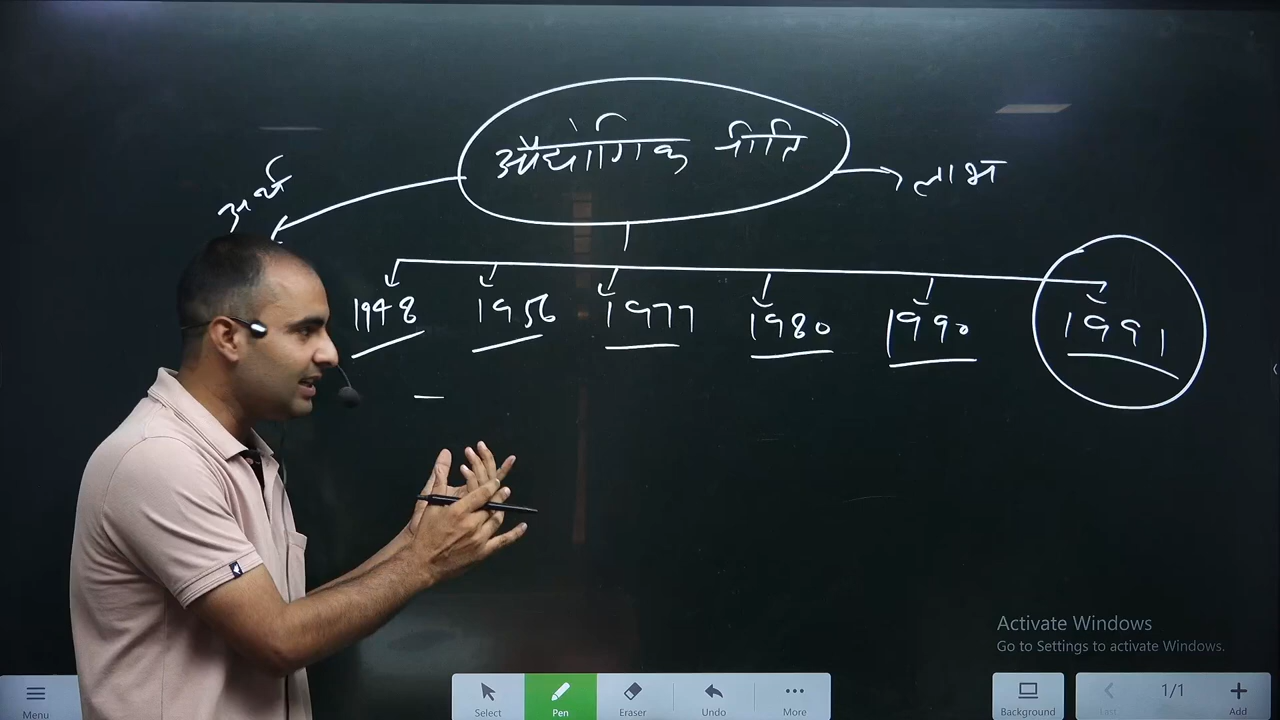 औद्योगिक नीति
अर्थ
लाभ
1948 1956 1977 1980 1990 1991
Activate Windows
Go to Settings to activate Windows.
Menu Select Pen Eraser Undo More Background Last 1/1 Add